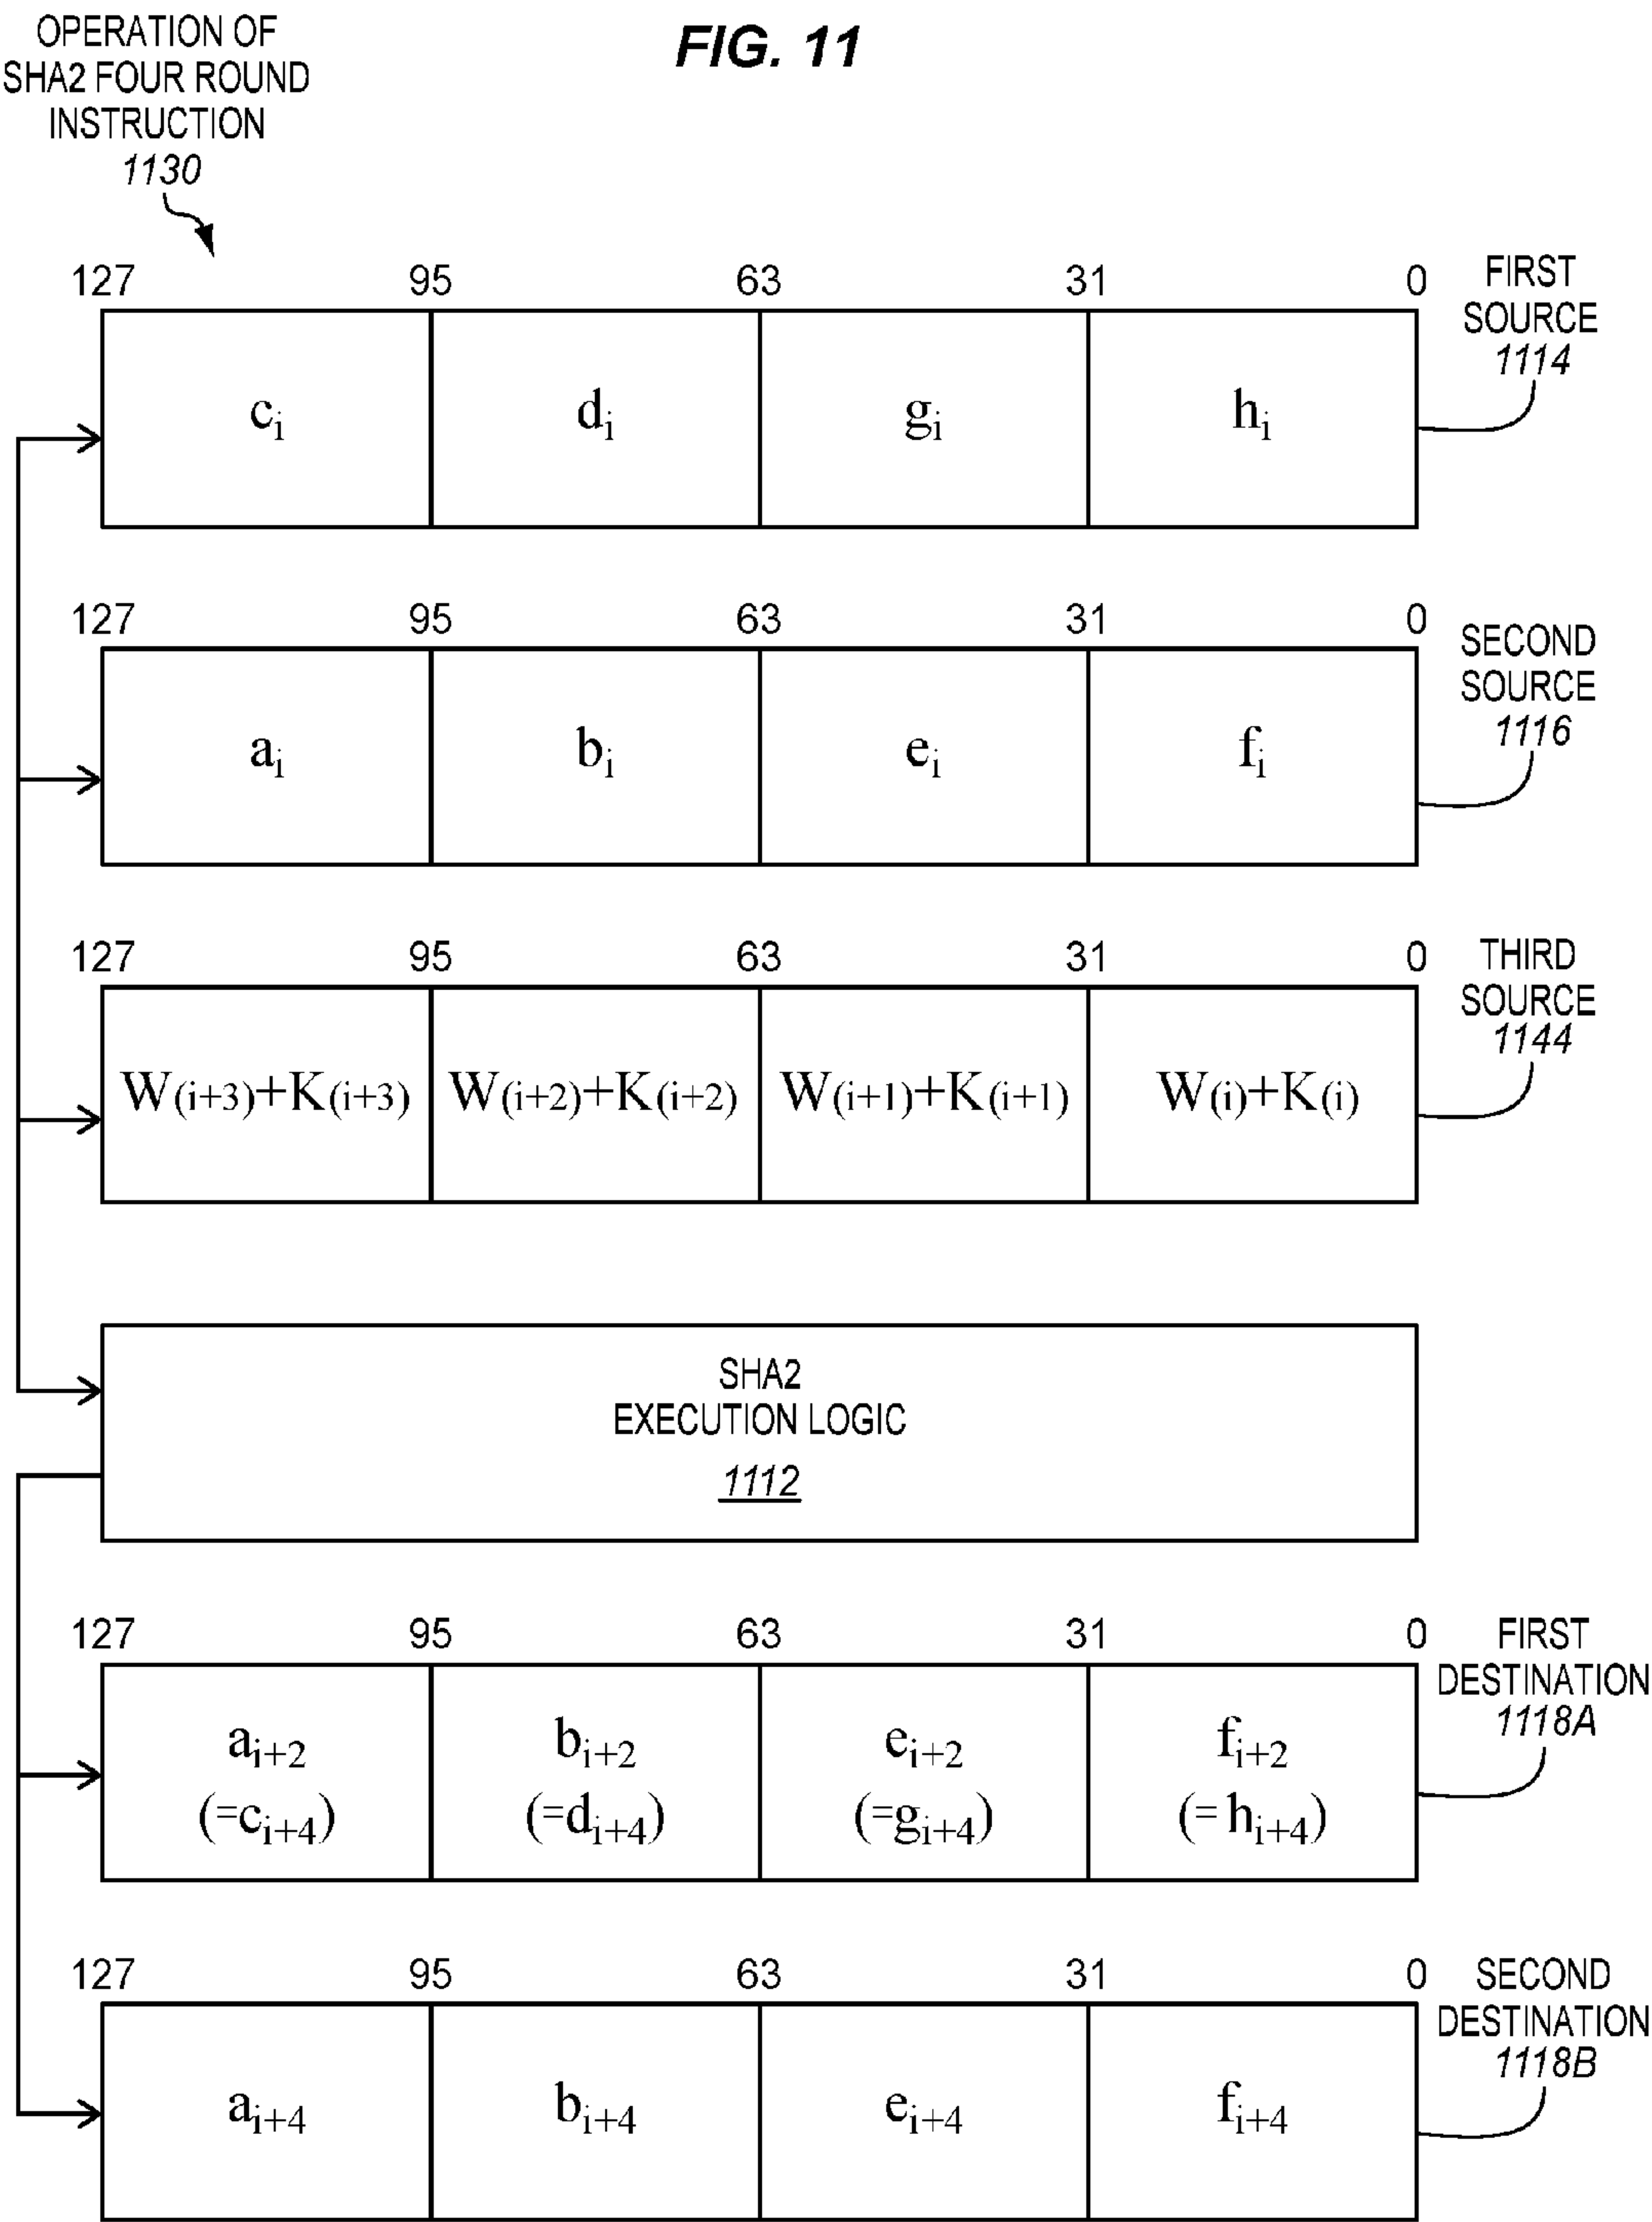 FIG. 11
OPERATION OF
SHA2 FOUR ROUND
INSTRUCTION
1130
127 95 63 31 0
FIRST
SOURCE
1114
cᵢ dᵢ gᵢ hᵢ
127 95 63 31 0
SECOND
SOURCE
1116
aᵢ bᵢ eᵢ fᵢ
127 95 63 31 0
THIRD
SOURCE
1144
W(i+3)+K(i+3) W(i+2)+K(i+2) W(i+1)+K(i+1) W(i)+K(i)
SHA2
EXECUTION LOGIC
1112
127 95 63 31 0
FIRST
DESTINATION
1118A
aᵢ₊₂ bᵢ₊₂ eᵢ₊₂ fᵢ₊₂
(=cᵢ₊₄) (=dᵢ₊₄) (=gᵢ₊₄) (=hᵢ₊₄)
127 95 63 31 0
SECOND
DESTINATION
1118B
aᵢ₊₄ bᵢ₊₄ eᵢ₊₄ fᵢ₊₄